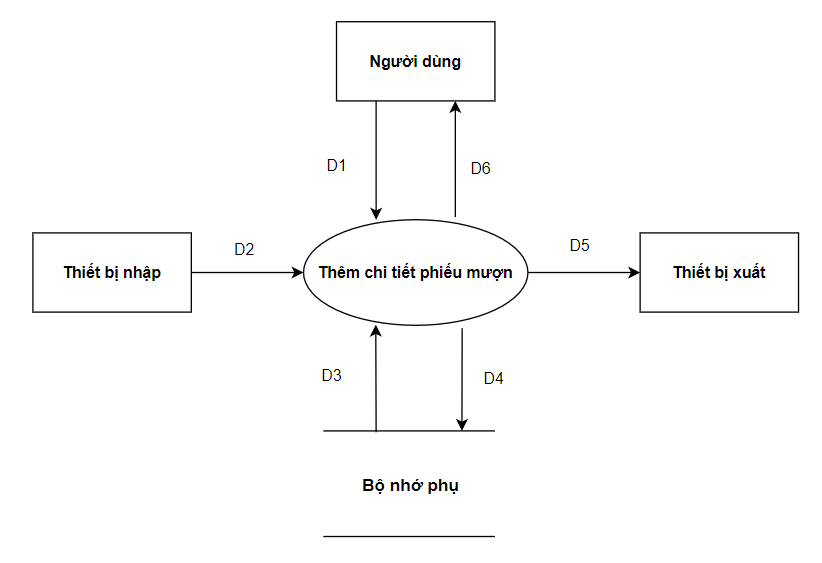 Người dùng
D1
D6
D2
D5
Thiết bị nhập
Thêm chi tiết phiếu mượn
Thiết bị xuất
D3
D4
Bộ nhớ phụ